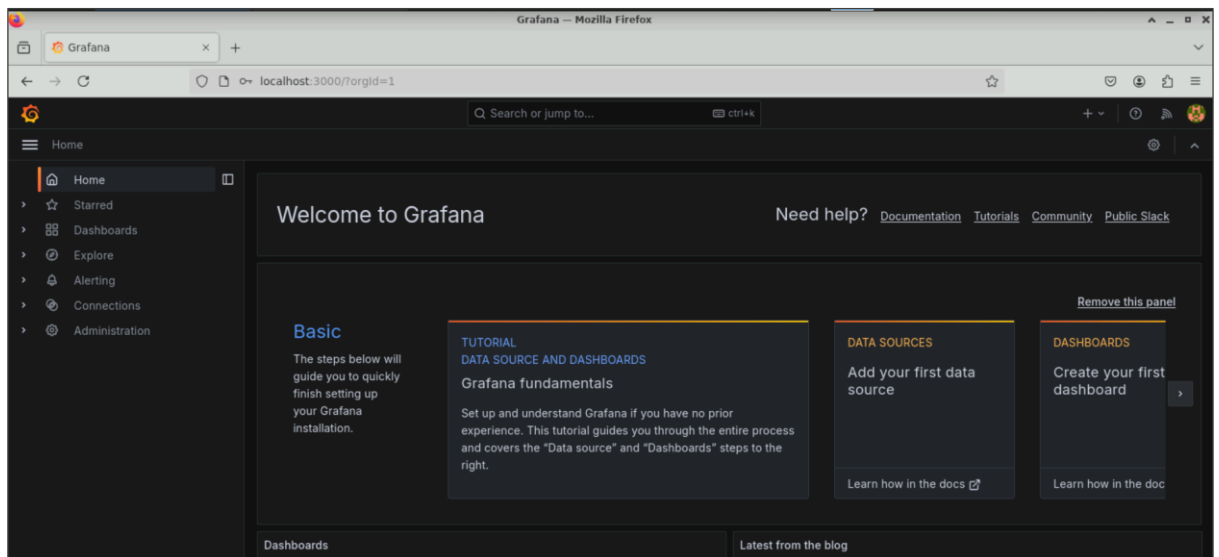 Grafana — Mozilla Firefox
Grafana
localhost:3000/?orgId=1
Search or jump to... ctrl+k
Home
Home
Starred
Dashboards
Explore
Alerting
Connections
Administration
Welcome to Grafana
Need help? Documentation Tutorials Community Public Slack
Remove this panel
Basic
The steps below will
guide you to quickly
finish setting up
your Grafana
installation.
TUTORIAL
DATA SOURCE AND DASHBOARDS
Grafana fundamentals
Set up and understand Grafana if you have no prior
experience. This tutorial guides you through the entire process
and covers the "Data source" and "Dashboards" steps to the
right.
DATA SOURCES
Add your first data
source
Learn how in the docs
DASHBOARDS
Create your first
dashboard
Learn how in the doc
Dashboards
Latest from the blog